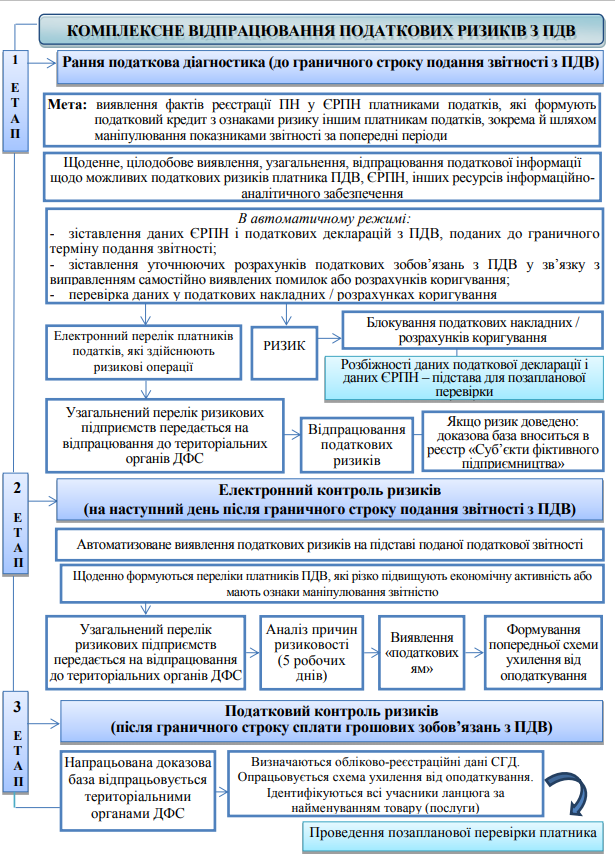 КОМПЛЕКСНЕ ВІДПРАЦЮВАННЯ ПОДАТКОВИХ РИЗИКІВ З ПДВ
1
Е
Т
А
П
Рання податкова діагностика (до граничного строку подання звітності з ПДВ)
Мета: виявлення фактів реєстрації ПН у ЄРПН платниками податків, які формують
податковий кредит з ознаками ризику іншим платникам податків, зокрема й шляхом
маніпулювання показниками звітності за попередні періоди
Щоденне, цілодобове виявлення, узагальнення, відпрацювання податкової інформації
щодо можливих податкових ризиків платника ПДВ, ЄРПН, інших ресурсів інформаційно-
аналітичного забезпечення
В автоматичному режимі:
- зіставлення даних ЄРПН і податкових декларацій з ПДВ, поданих до граничного
терміну подання звітності;
- зіставлення уточнюючих розрахунків податкових зобов’язань з ПДВ у зв’язку з
виправленням самостійно виявлених помилок або розрахунків коригування;
- перевірка даних у податкових накладних / розрахунках коригування
Електронний перелік платників
податків, які здійснюють
ризикові операції
РИЗИК
Блокування податкових накладних /
розрахунків коригування
Розбіжності даних податкової декларації і
даних ЄРПН – підстава для позапланової
перевірки
Узагальнений перелік ризикових
підприємств передається на
відпрацювання до територіальних
органів ДФС
Відпрацювання
податкових
ризиків
Якщо ризик доведено:
доказова база вноситься в
реєстр «Суб’єкти фіктивного
підприємництва»
2
Е
Т
А
П
Електронний контроль ризиків
(на наступний день після граничного строку подання звітності з ПДВ)
Автоматизоване виявлення податкових ризиків на підставі поданої податкової звітності
Щоденно формуються переліки платників ПДВ, які різко підвищують економічну активність або
мають ознаки маніпулювання звітністю
Узагальнений перелік
ризикових підприємств
передається на відпрацювання
до територіальних органів ДФС
Аналіз причин
ризиковості
(5 робочих
днів)
Виявлення
«податкових
ям»
Формування
попередньої схеми
ухилення від
оподаткування
3
Е
Т
А
П
Податковий контроль ризиків
(після граничного строку сплати грошових зобов’язань з ПДВ)
Напрацьована доказова
база відпрацьовується
територіальними
органами ДФС
Визначаються обліково-реєстраційні дані СГД.
Опрацьовується схема ухилення від оподаткування.
Ідентифікуються всі учасники ланцюга за
найменуванням товару (послуги)
Проведення позапланової перевірки платника